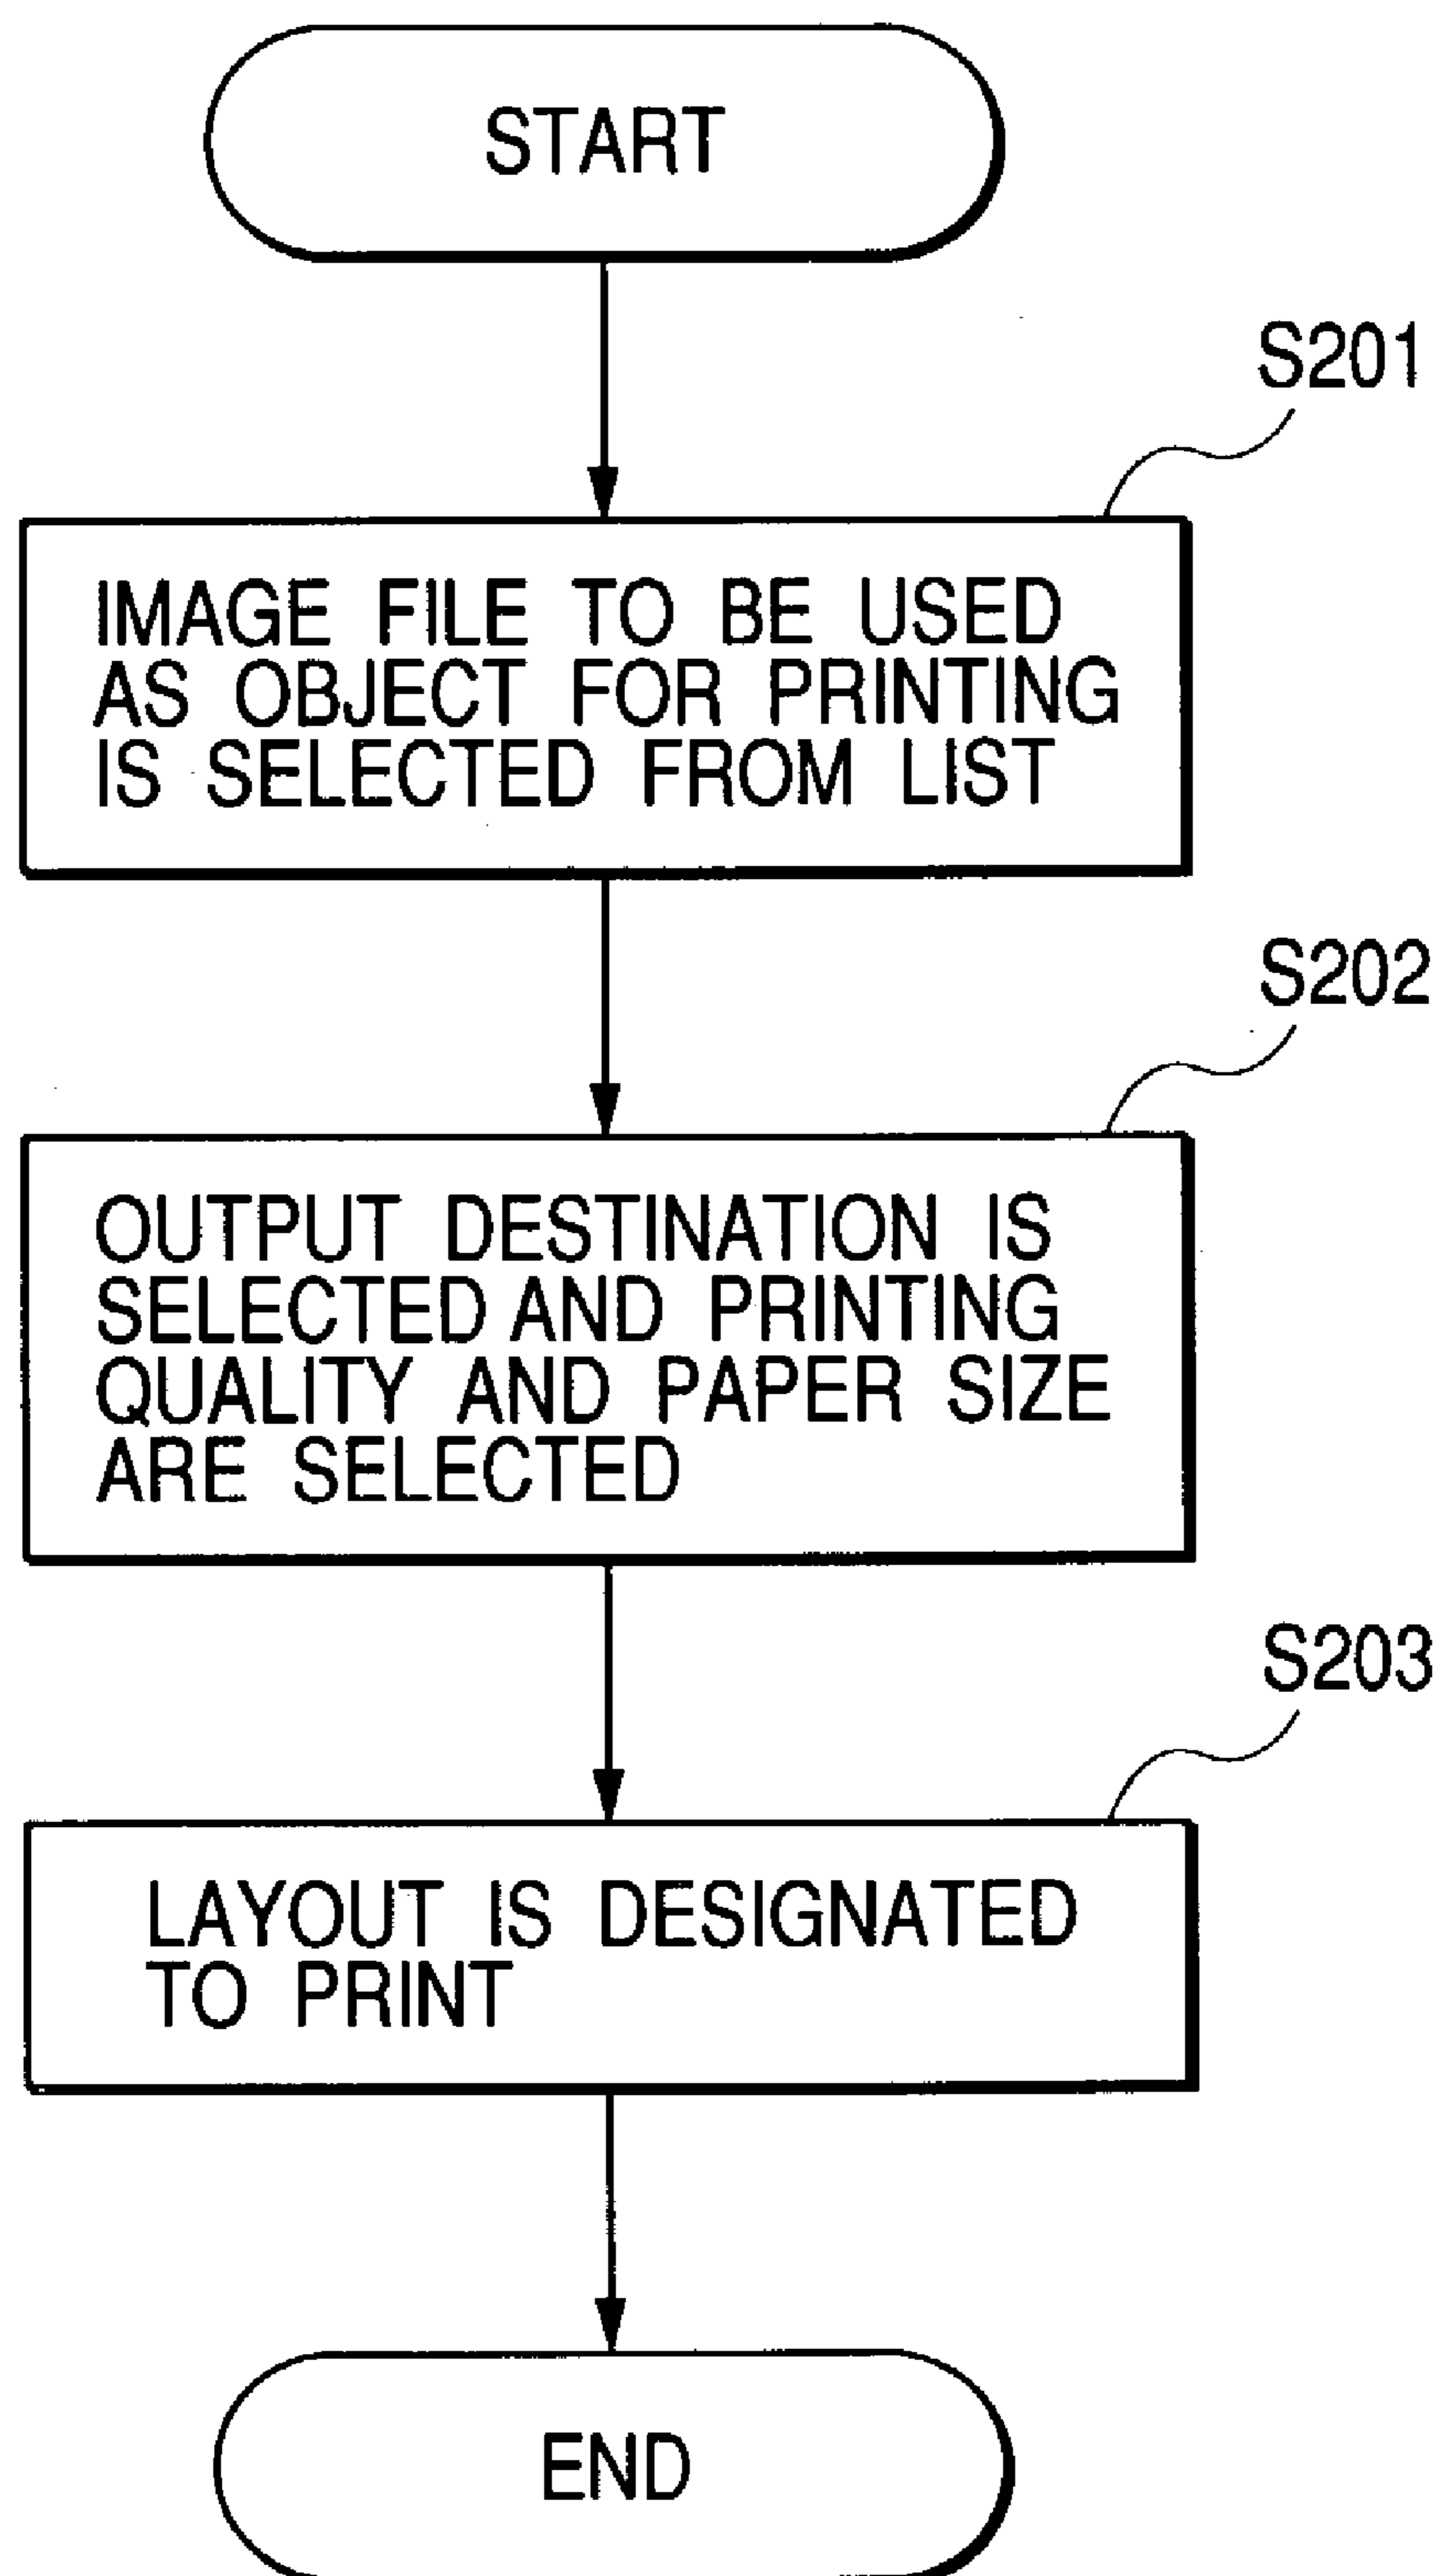 START
S201
IMAGE FILE TO BE USED
AS OBJECT FOR PRINTING
IS SELECTED FROM LIST
S202
OUTPUT DESTINATION IS
SELECTED AND PRINTING
QUALITY AND PAPER SIZE
ARE SELECTED
S203
LAYOUT IS DESIGNATED
TO PRINT
END